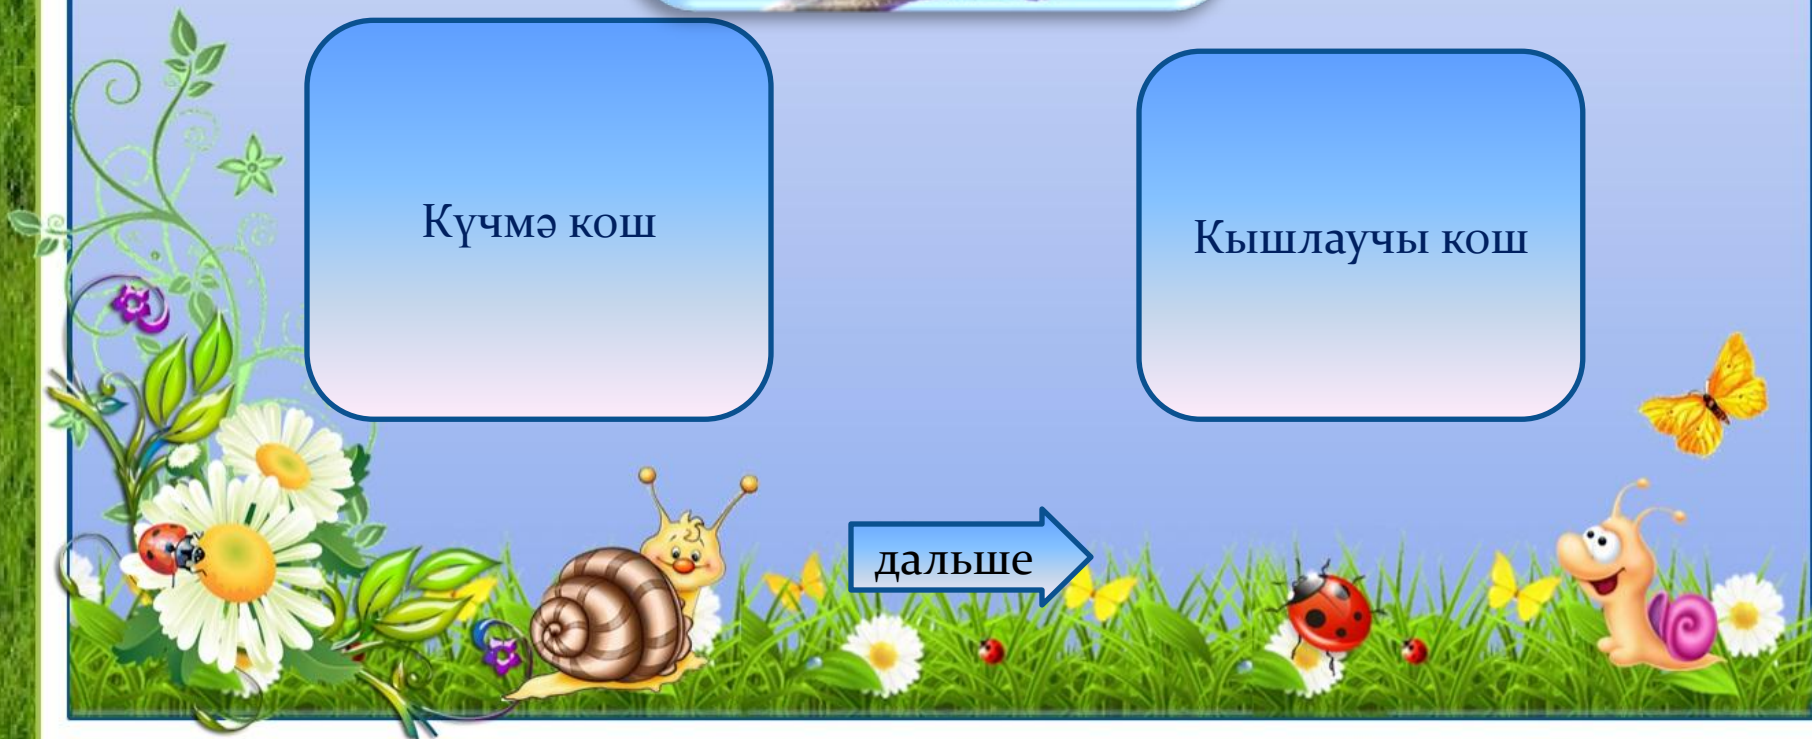 Күчмә кош
Кышлаучы кош
дальше